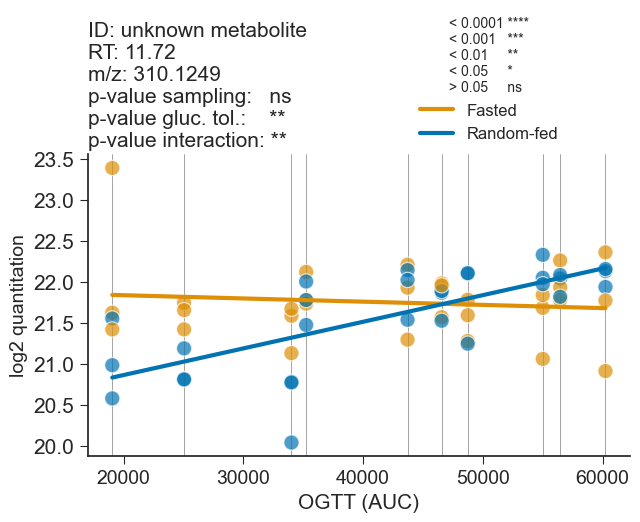 ID: unknown metabolite
RT: 11.72
m/z: 310.1249
p-value sampling: ns
p-value gluc. tol.: **
p-value interaction: **
< 0.0001 ****
< 0.001 ***
< 0.01 **
< 0.05 *
> 0.05 ns
Fasted
Random-fed
log2 quantitation
23.5
23.0
22.5
22.0
21.5
21.0
20.5
20.0
20000 30000 40000 50000 60000
OGTT (AUC)